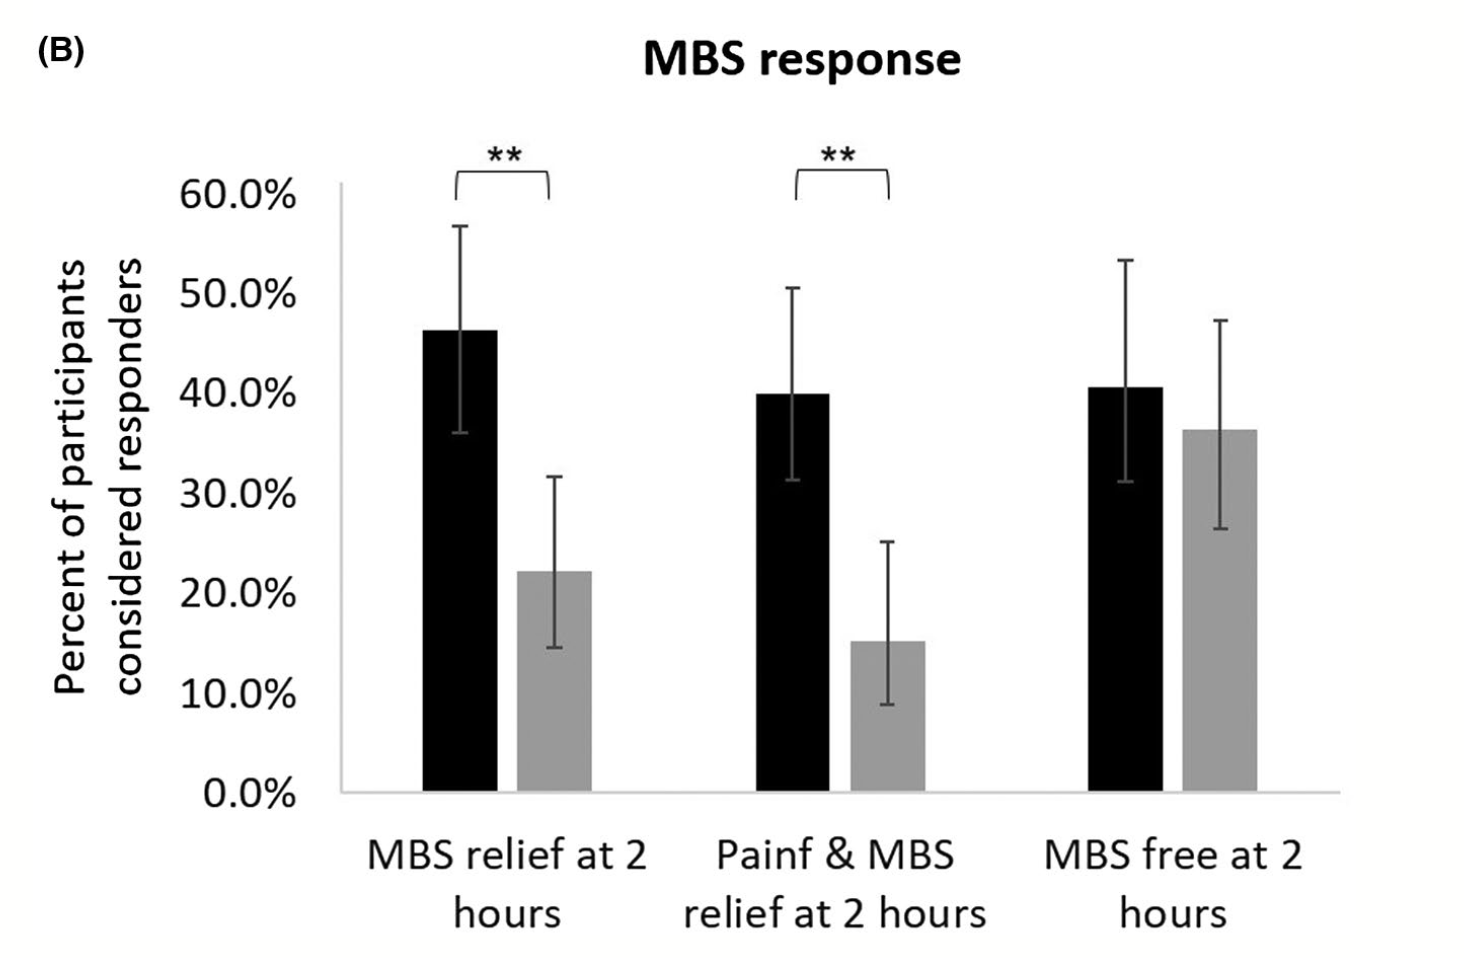 (B)
MBS response
**
**
60.0%
50.0%
40.0%
30.0%
20.0%
10.0%
0.0%
Percent of participants
considered responders
MBS relief at 2
hours
Painf & MBS
relief at 2 hours
MBS free at 2
hours